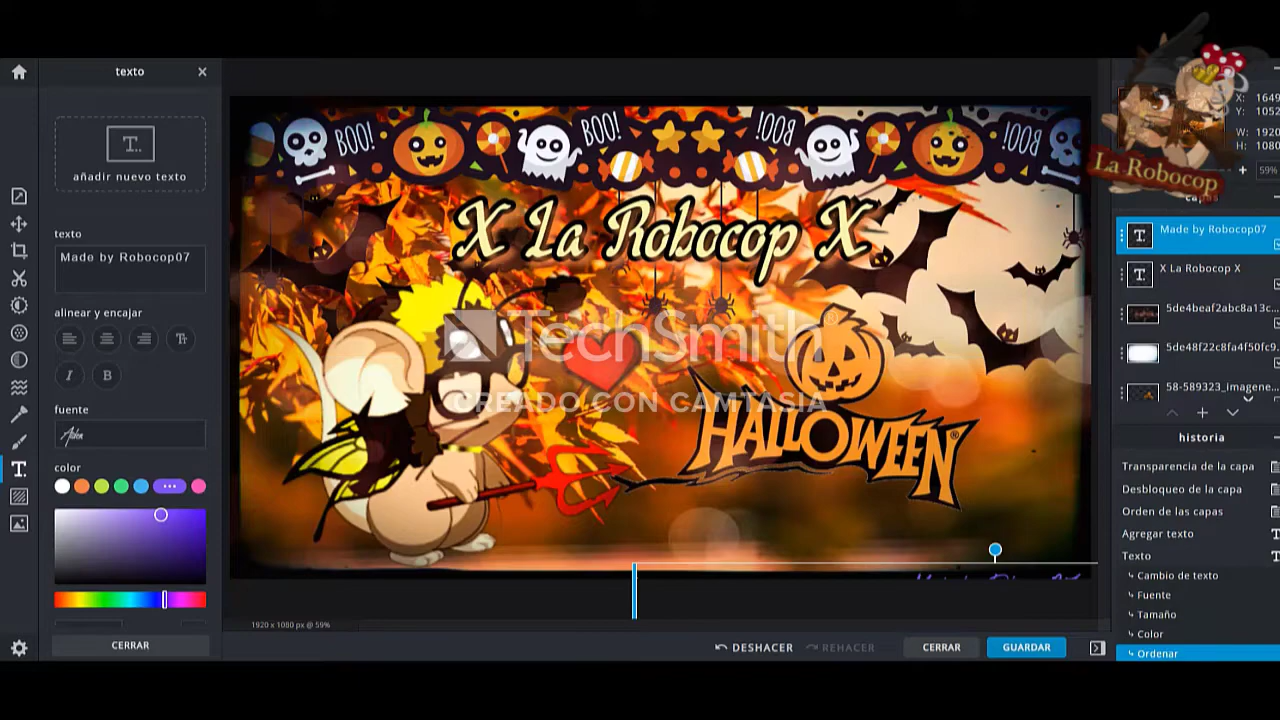 texto
añadir nuevo texto
texto
Made by Robocop07
alinear y encajar
fuente
Aden
color
CERRAR
BOO!
BOO!
BOO!
BOO!
X La Robocop X
TechSmith®
CREADO CON CAMTASIA
HALLOWEEN®
1920 x 1080 px @ 59%
DESHACER
REHACER
CERRAR
GUARDAR
La Robocop
X: 1649
Y: 1052
W: 1920
H: 1080
59%
capas
Made by Robocop07
X La Robocop X
5de4beaf2abc8a13c...
5de48f22c8fa4f50fc9...
58-589323_imagene...
historia
Transparencia de la capa
Desbloqueo de la capa
Orden de las capas
Agregar texto
Texto
Cambio de texto
Fuente
Tamaño
Color
Ordenar